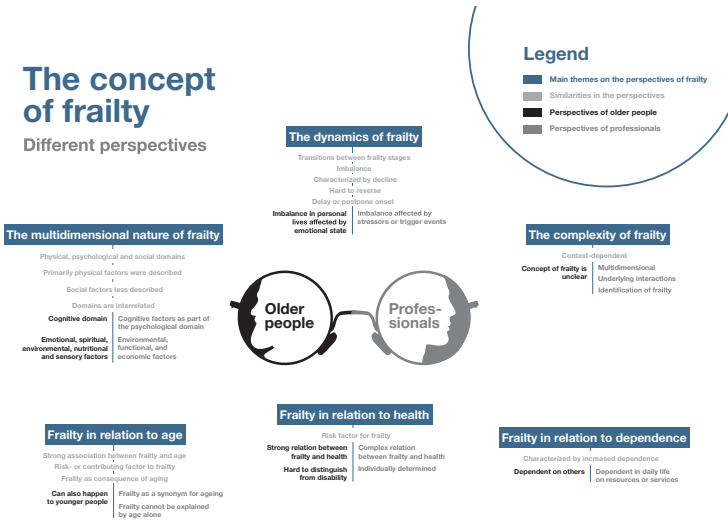 The concept
of frailty
Different perspectives
Legend
Main themes on the perspectives of frailty
Similarities in the perspectives
Perspectives of older people
Perspectives of professionals
The dynamics of frailty
Transitions between frailty stages
Imbalance
Characterized by decline
Hard to reverse
Delay or postpone onset
Imbalance in personal
lives affected by
emotional state
Imbalance affected by
stressors or trigger events
The multidimensional nature of frailty
Physical, psychological and social domains
Primarily physical factors were described
Social factors less described
Domains are interrelated
Cognitive domain
Cognitive factors as part of
the psychological domain
Emotional, spiritual,
environmental, nutritional
and sensory factors
Environmental,
functional, and
economic factors
The complexity of frailty
Context-dependent
Concept of frailty is
unclear
Multidimensional
Underlying interactions
Identification of frailty
Older
people
Profes-
sionals
Frailty in relation to age
Strong association between frailty and age
Risk- or contributing factor to frailty
Frailty as consequence of aging
Can also happen
to younger people
Frailty as a synonym for ageing
Frailty cannot be explained
by age alone
Frailty in relation to health
Risk factor for frailty
Strong relation between
frailty and health
Complex relation
between frailty and health
Hard to distinguish
from disability
Individually determined
Frailty in relation to dependence
Characterized by increased dependence
Dependent on others
Dependent in daily life
on resources or services